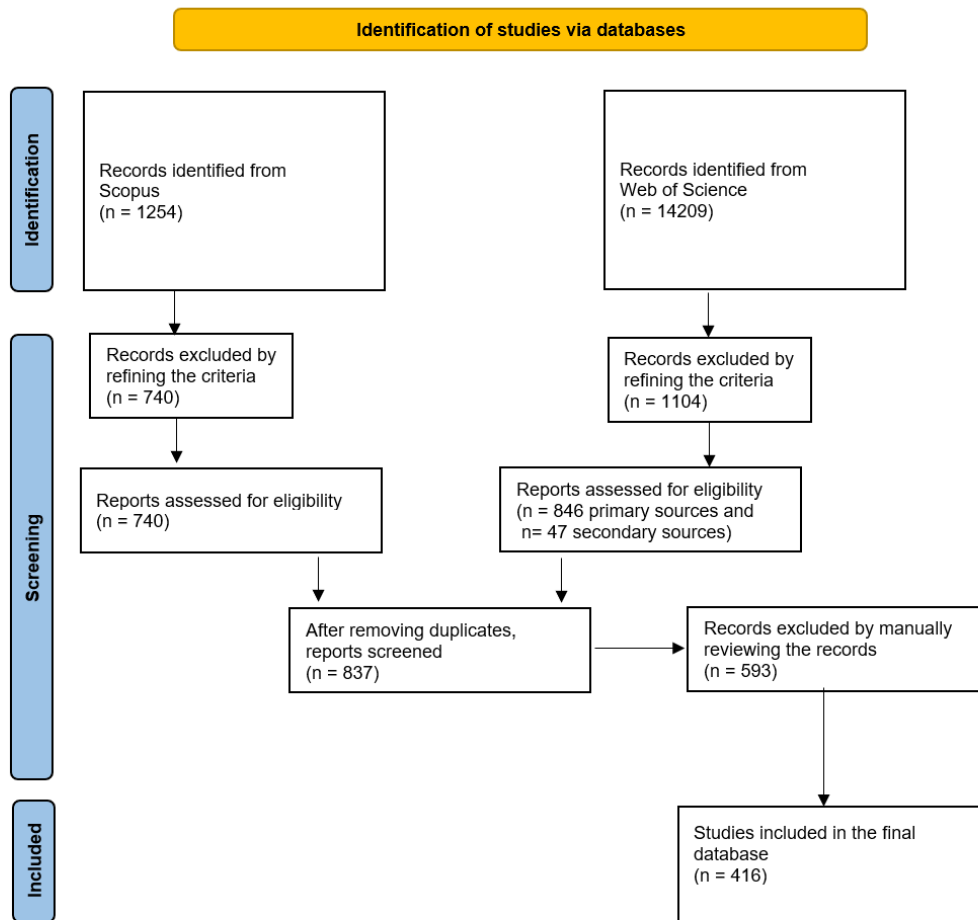 Identification of studies via databases
Identification
Records identified from
Scopus
(n = 1254)
Records identified from
Web of Science
(n = 14209)
Screening
Records excluded by
refining the criteria
(n = 740)
Records excluded by
refining the criteria
(n = 1104)
Reports assessed for eligibility
(n = 740)
Reports assessed for eligibility
(n = 846 primary sources and
n= 47 secondary sources)
After removing duplicates,
reports screened
(n = 837)
Records excluded by manually
reviewing the records
(n = 593)
Included
Studies included in the final
database
(n = 416)